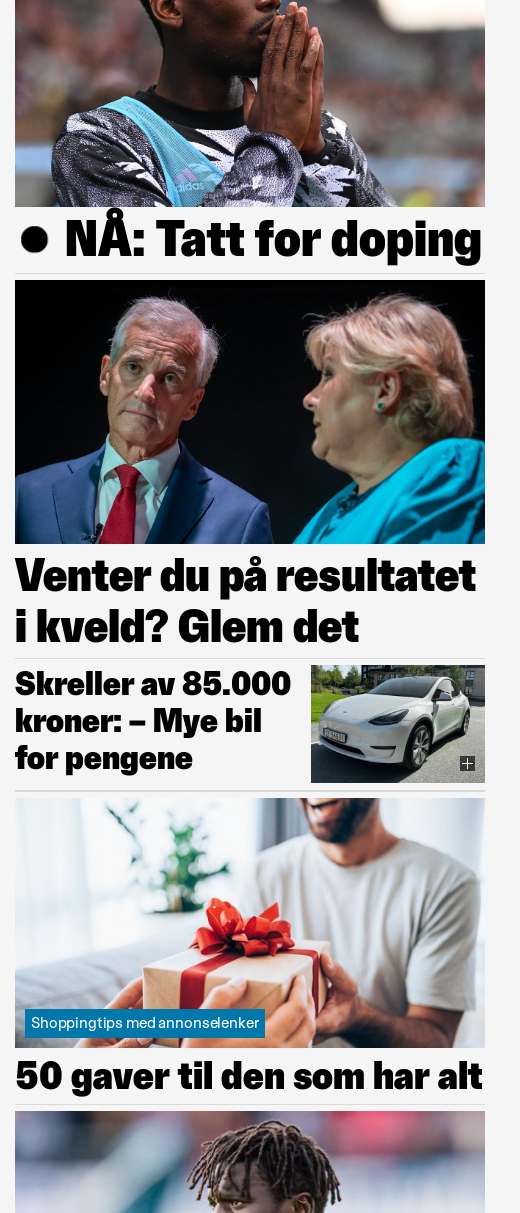 adidas
● NÅ: Tatt for doping
Venter du på resultatet
i kveld? Glem det
Skreller av 85.000
kroner: – Mye bil
for pengene
Shoppingtips med annonselenker
50 gaver til den som har alt